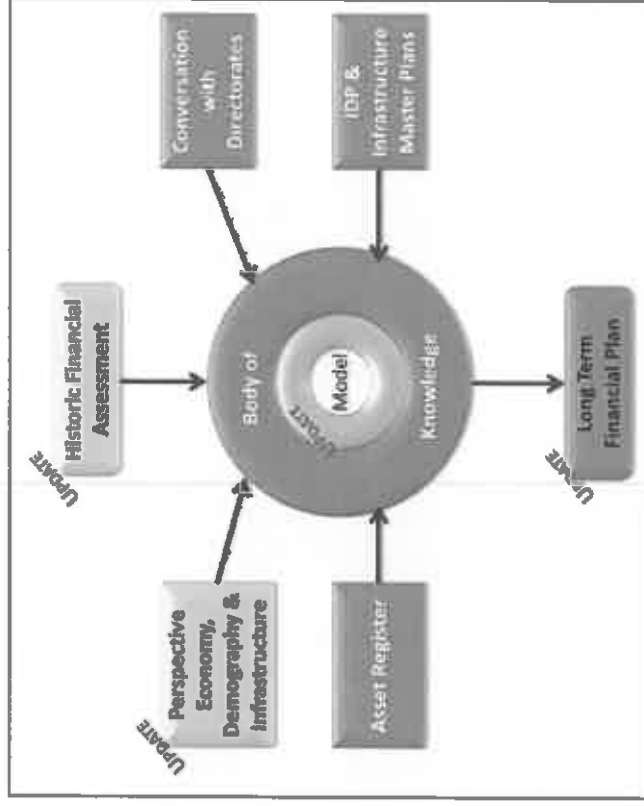 UPDATE
Historic Financial
Assessment
UPDATE
Perspective
Economy,
Demography &
Infrastructure
Conversation
with
Directorates
Body of
UPDATE
Model
Knowledge
Asset Register
IDP &
Infrastructure
Master Plans
UPDATE
Long Term
Financial Plan